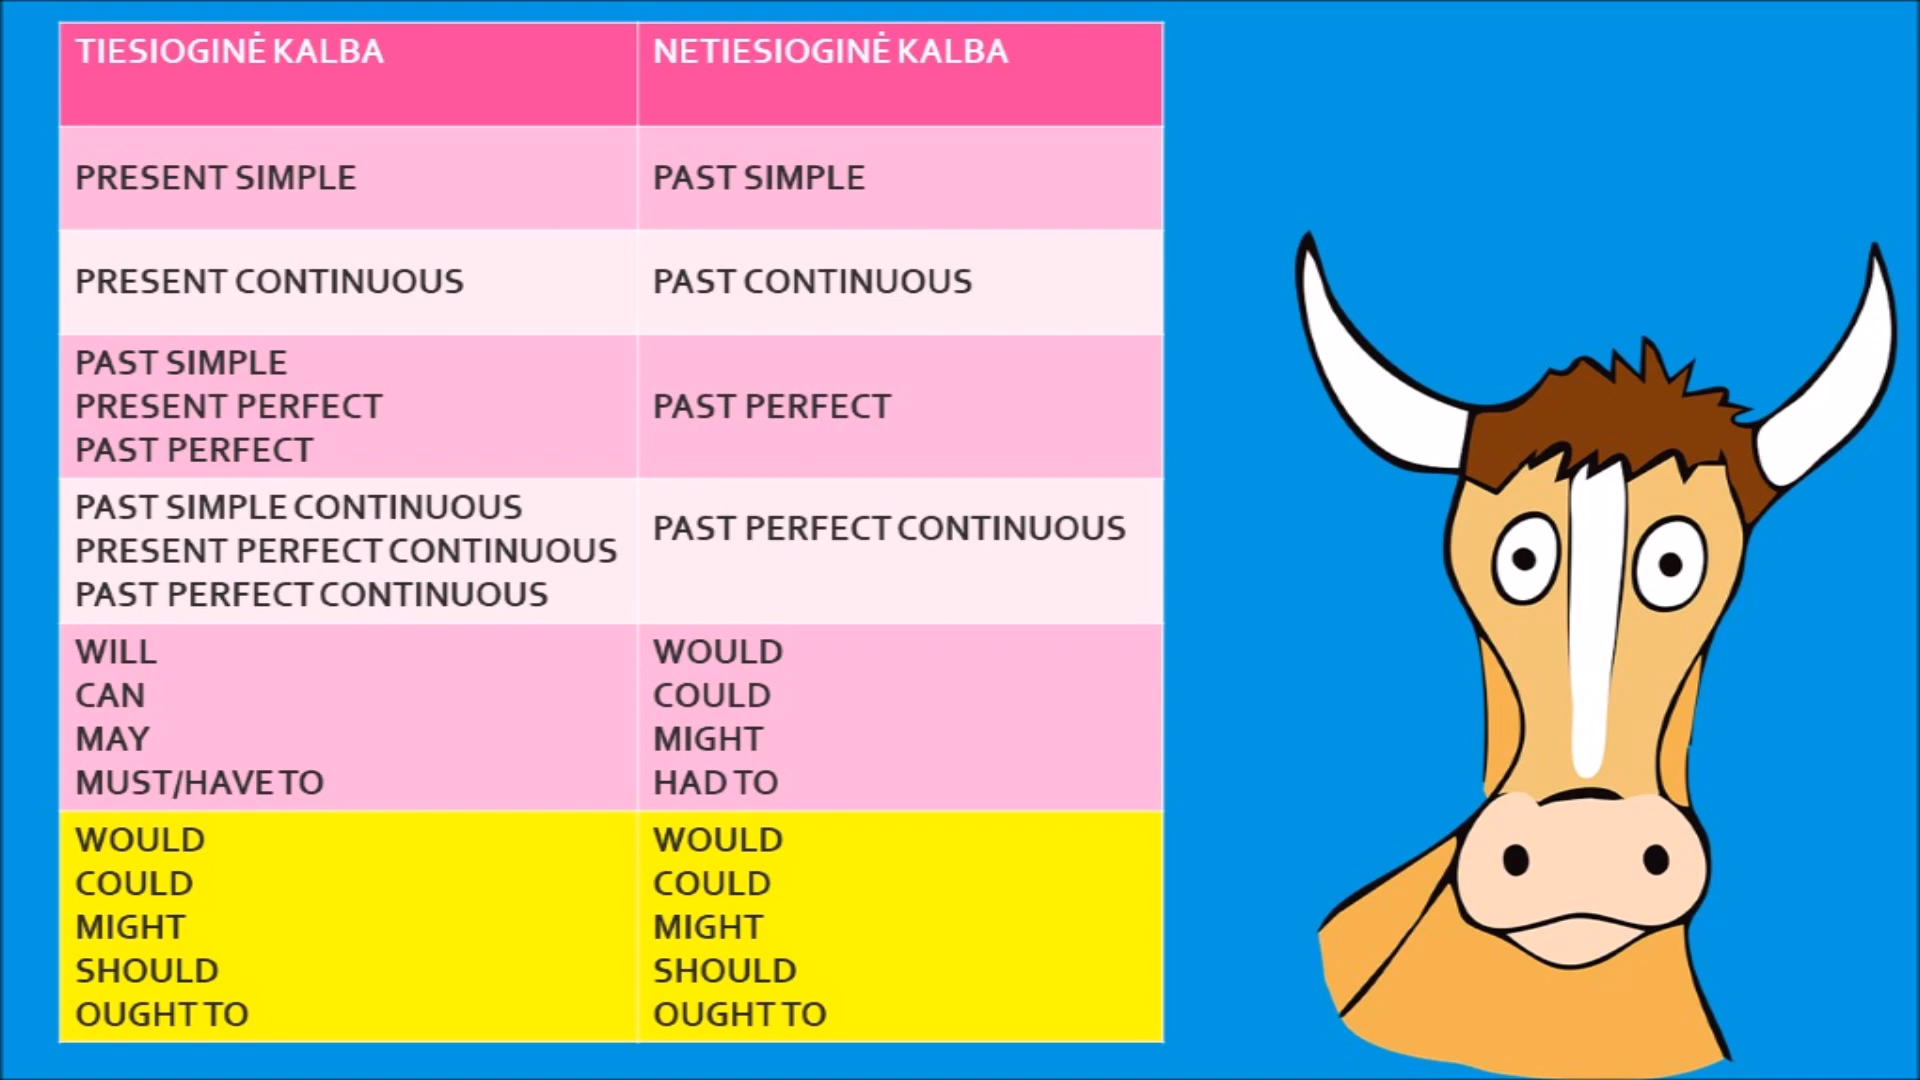 TIESIOGINĖ KALBA
NETIESIOGINĖ KALBA
PRESENT SIMPLE
PAST SIMPLE
PRESENT CONTINUOUS
PAST CONTINUOUS
PAST SIMPLE
PRESENT PERFECT
PAST PERFECT
PAST PERFECT
PAST SIMPLE CONTINUOUS
PRESENT PERFECT CONTINUOUS
PAST PERFECT CONTINUOUS
PAST PERFECT CONTINUOUS
WILL
CAN
MAY
MUST/HAVE TO
WOULD
COULD
MIGHT
HAD TO
WOULD
COULD
MIGHT
SHOULD
OUGHT TO
WOULD
COULD
MIGHT
SHOULD
OUGHT TO